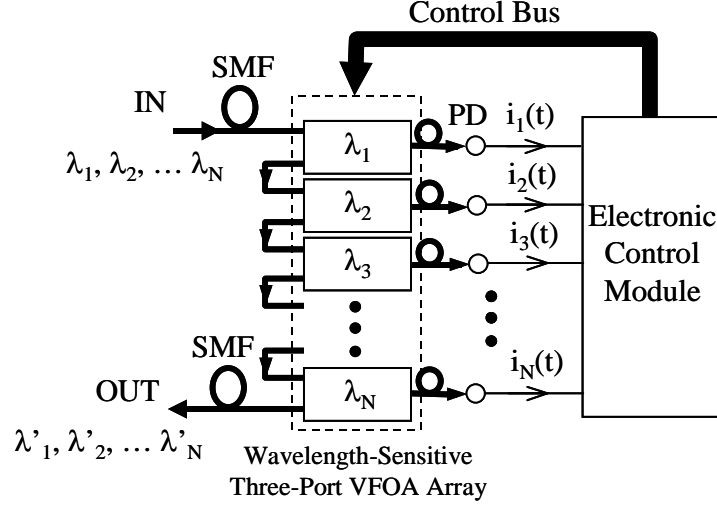 Control Bus
SMF
IN
PD
i₁(t)
λ₁, λ₂, … λN
λ₁
i₂(t)
λ₂
i₃(t)
λ₃
Electronic
Control
Module
SMF
iN(t)
OUT
λN
λ'₁, λ'₂, … λ'N
Wavelength-Sensitive
Three-Port VFOA Array